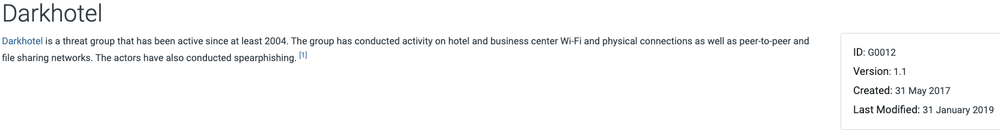 Darkhotel
Darkhotel is a threat group that has been active since at least 2004. The group has conducted activity on hotel and business center Wi-Fi and physical connections as well as peer-to-peer and
file sharing networks. The actors have also conducted spearphishing. [1]
ID: G0012
Version: 1.1
Created: 31 May 2017
Last Modified: 31 January 2019